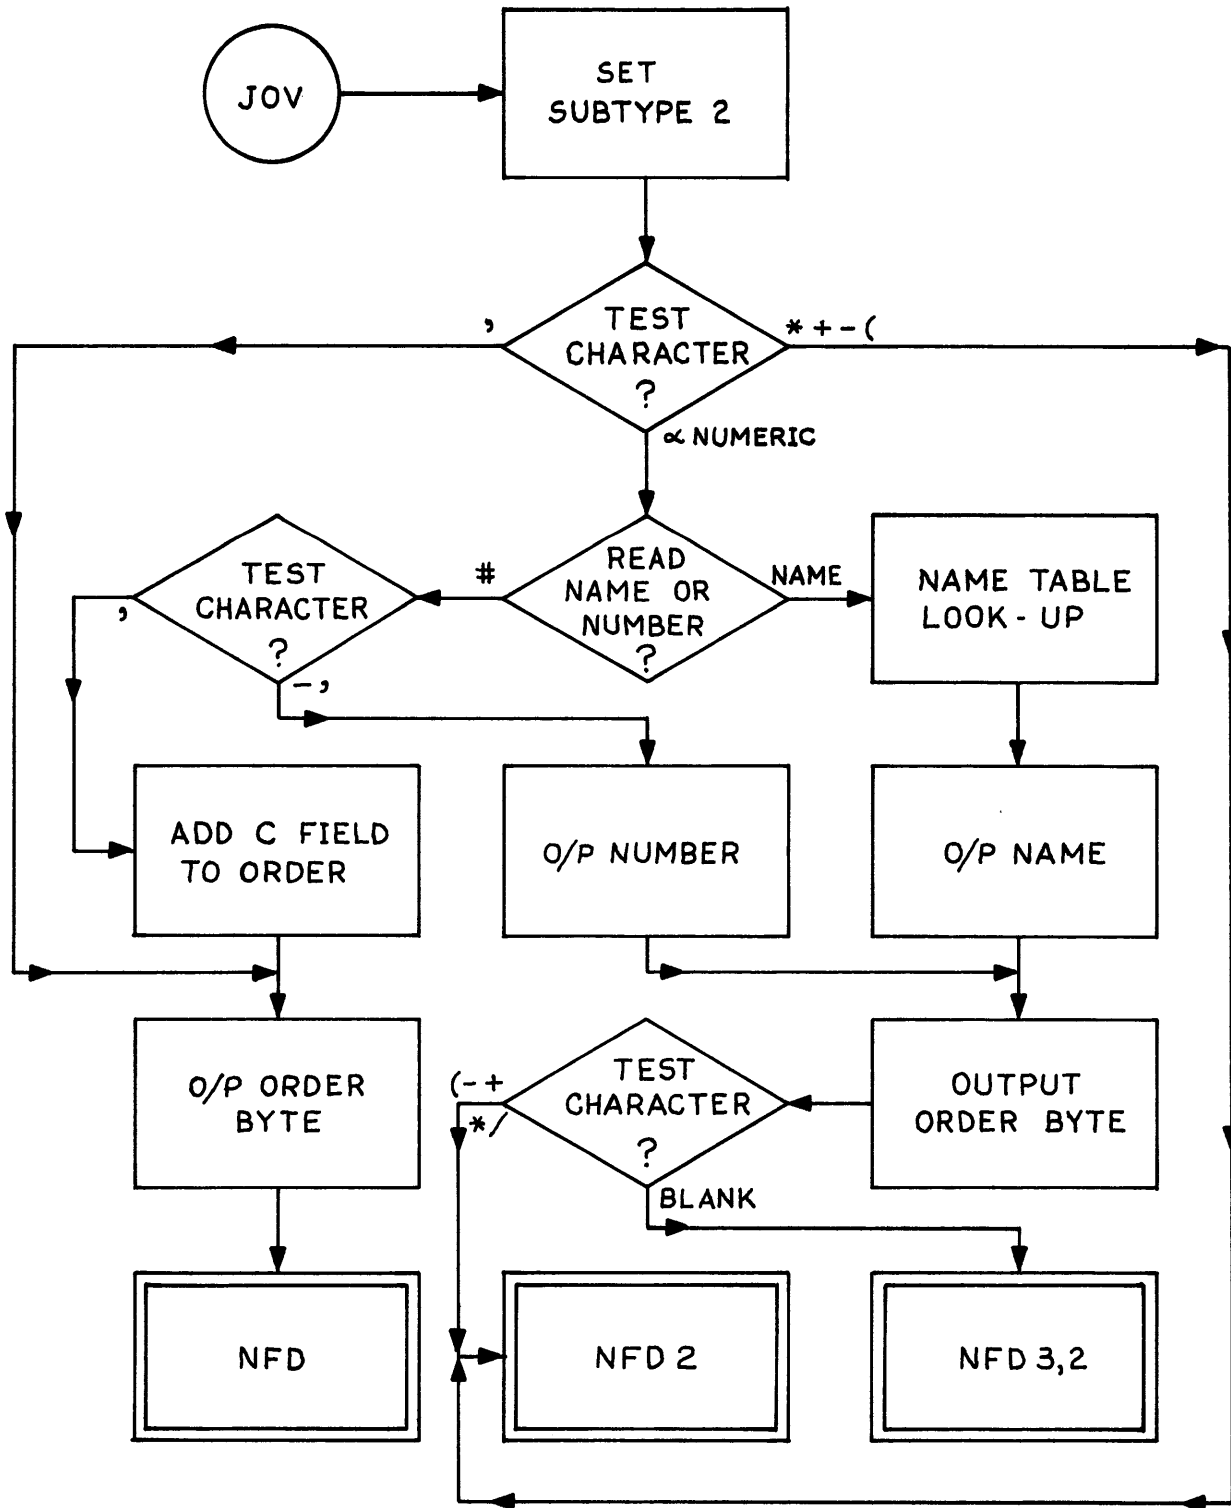 JOV
SET
SUBTYPE 2
TEST
CHARACTER
?
,
* + - (
∝ NUMERIC
TEST
CHARACTER
?
#
READ
NAME OR
NUMBER
?
NAME
NAME TABLE
LOOK - UP
,
- ,
ADD C FIELD
TO ORDER
O/P NUMBER
O/P NAME
O/P ORDER
BYTE
(- +
* /
TEST
CHARACTER
?
OUTPUT
ORDER BYTE
BLANK
NFD
NFD 2
NFD 3,2